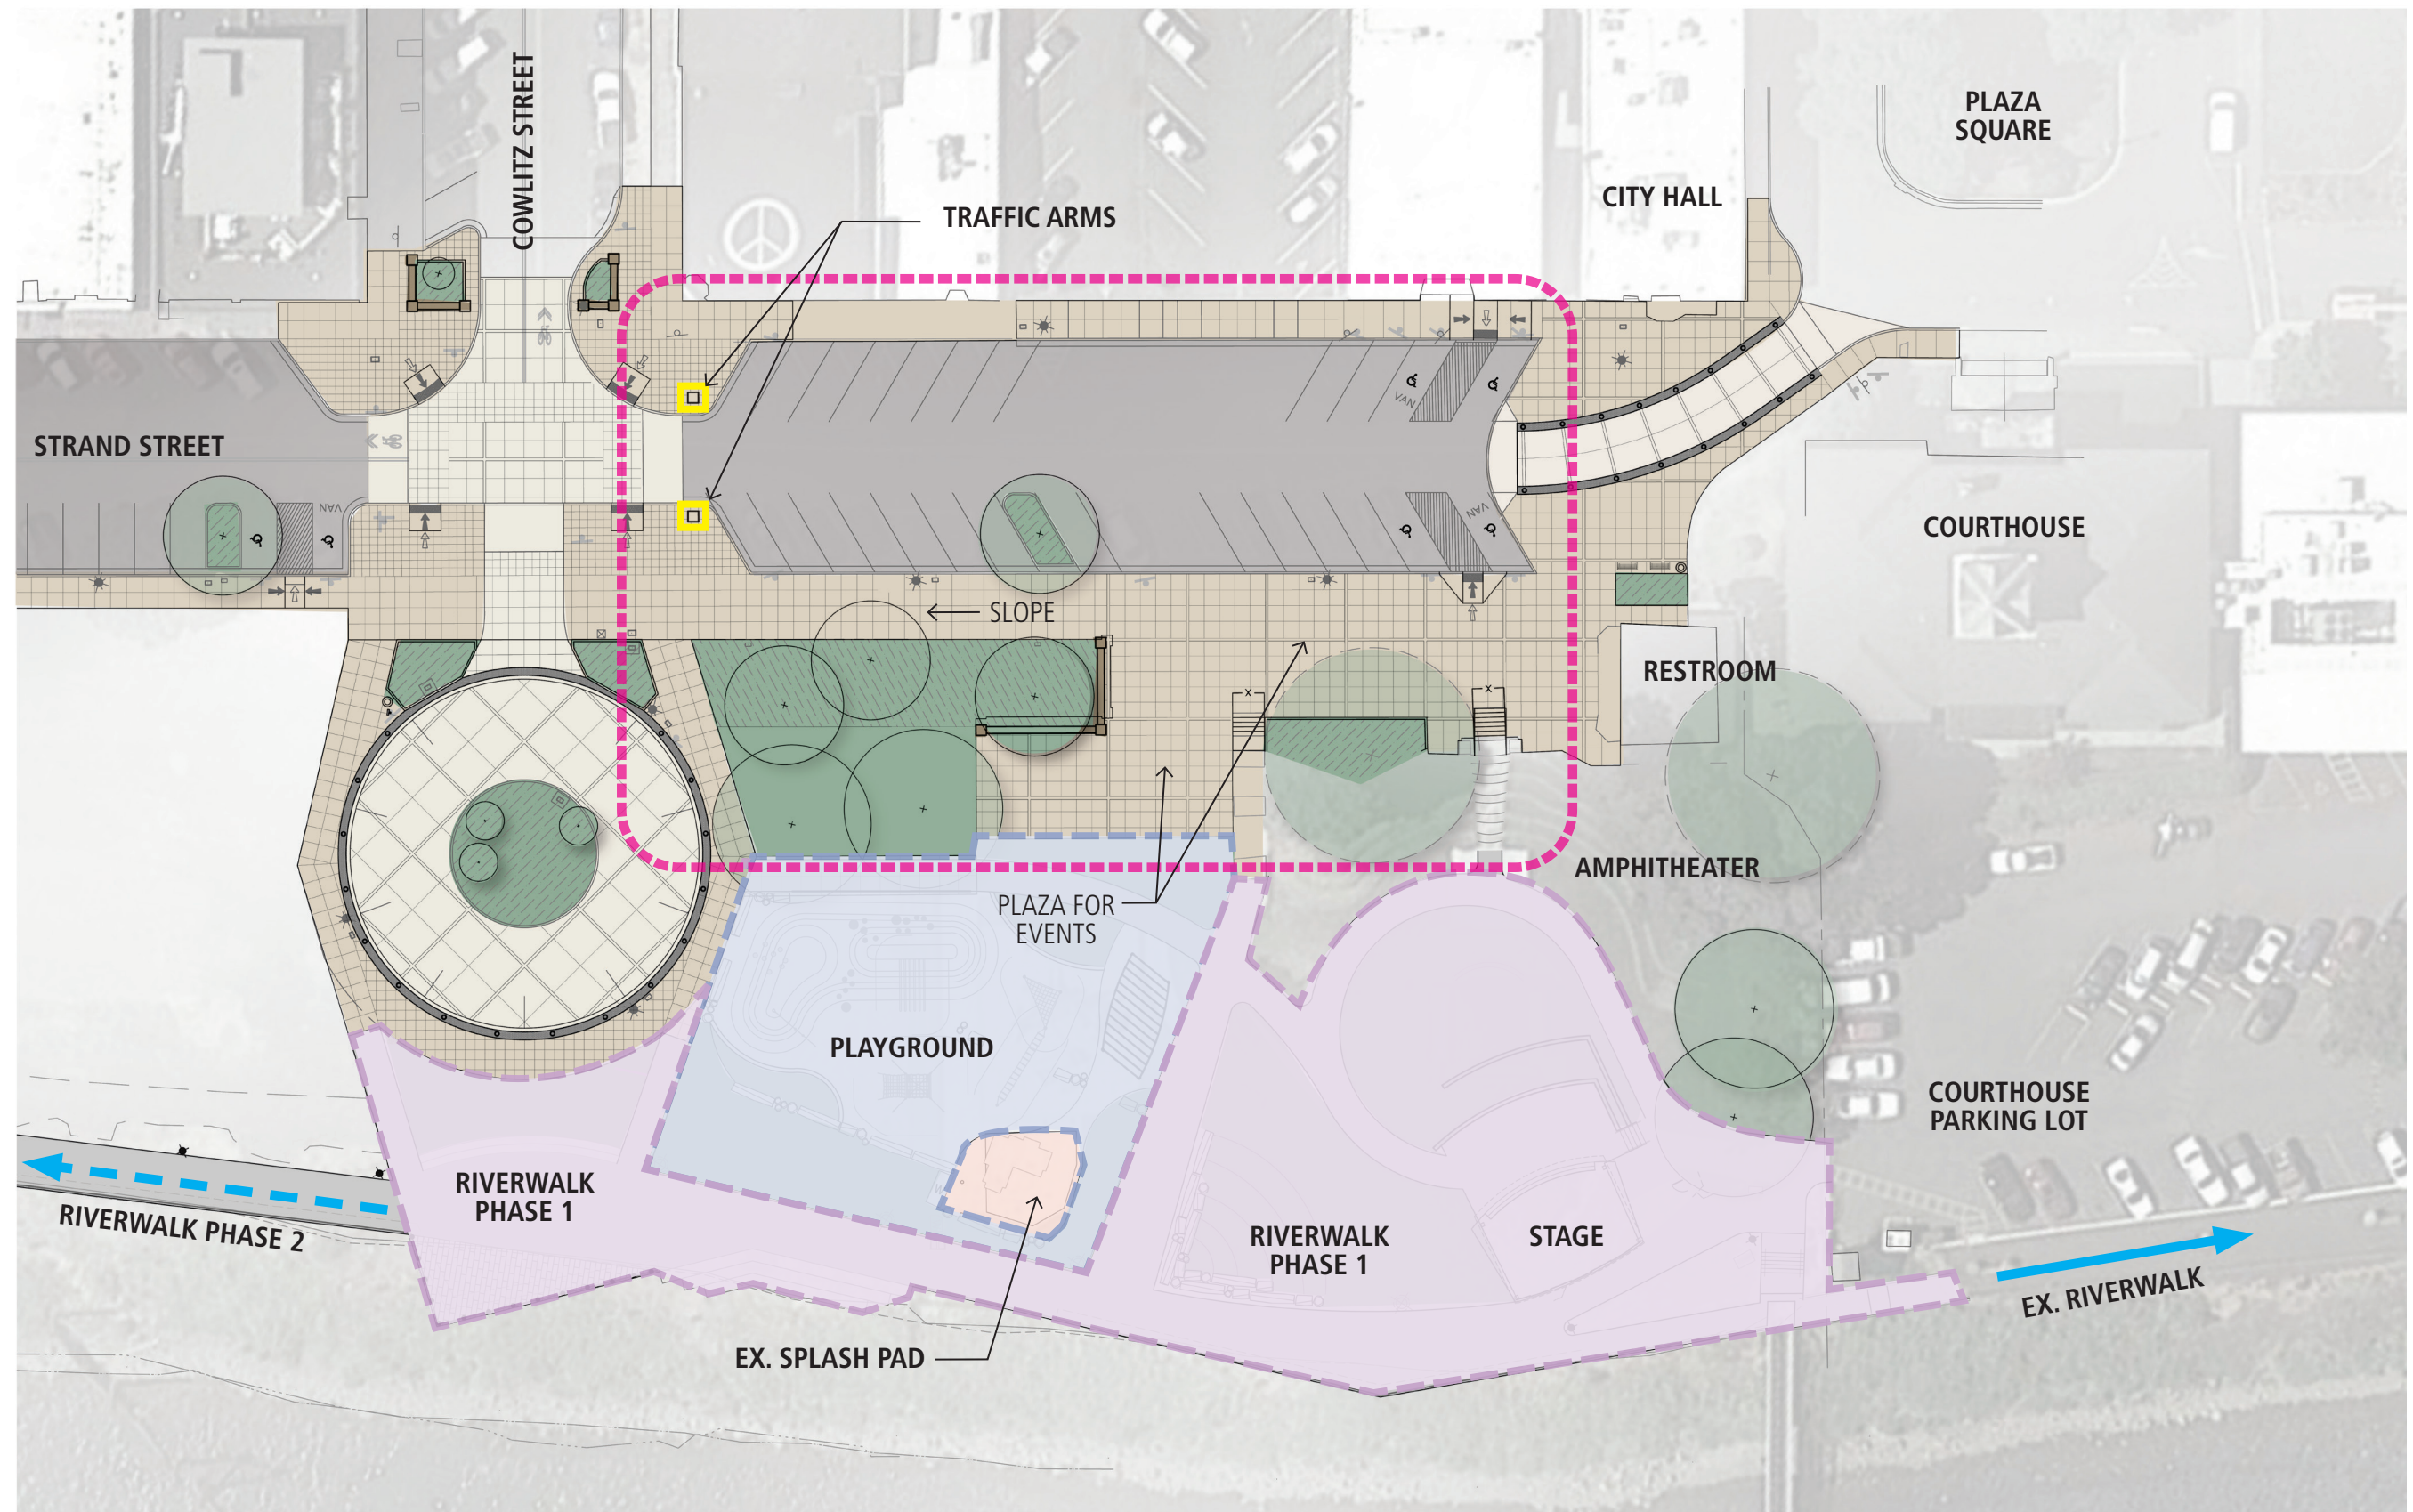 COWLITZ STREET
PLAZA
SQUARE
CITY HALL
TRAFFIC ARMS
VAN
STRAND STREET
VAN
VAN
COURTHOUSE
SLOPE
RESTROOM
AMPHITHEATER
PLAZA FOR
EVENTS
PLAYGROUND
COURTHOUSE
PARKING LOT
RIVERWALK
PHASE 1
RIVERWALK PHASE 2
RIVERWALK
PHASE 1
STAGE
EX. RIVERWALK
EX. SPLASH PAD